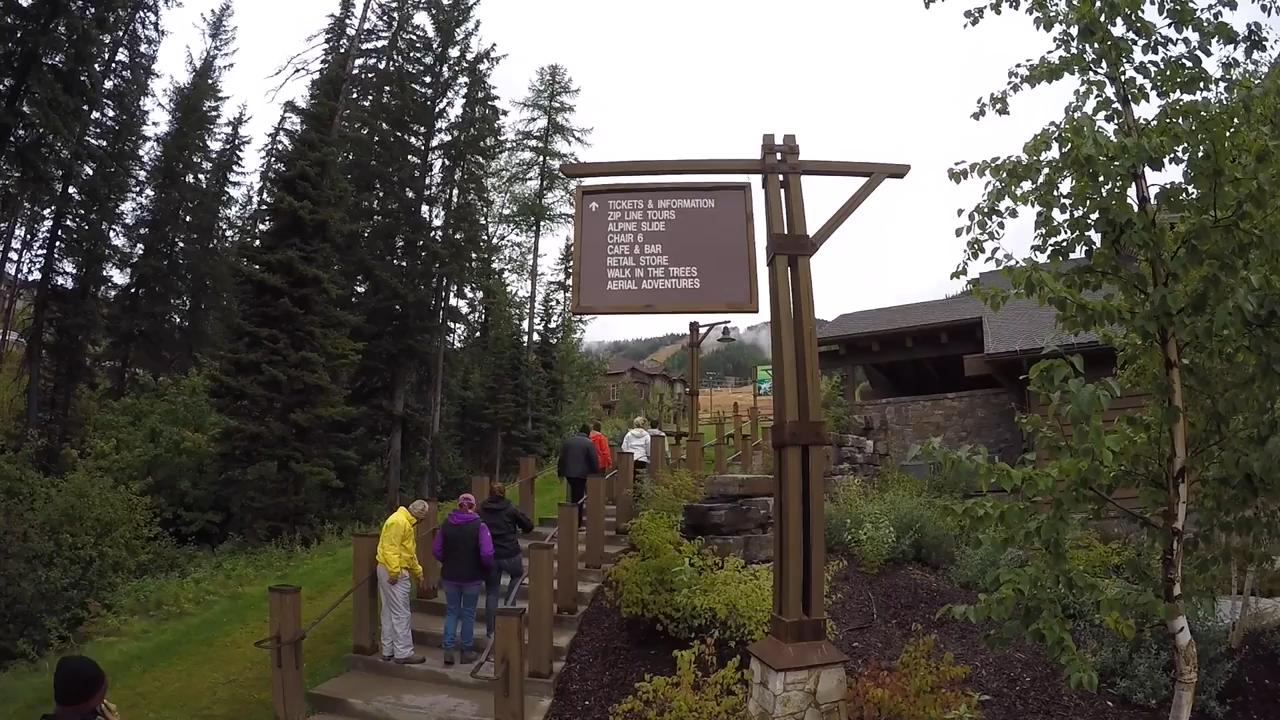 ↑ TICKETS & INFORMATION
ZIP LINE TOURS
ALPINE SLIDE
CHAIR 6
CAFE & BAR
RETAIL STORE
WALK IN THE TREES
AERIAL ADVENTURES